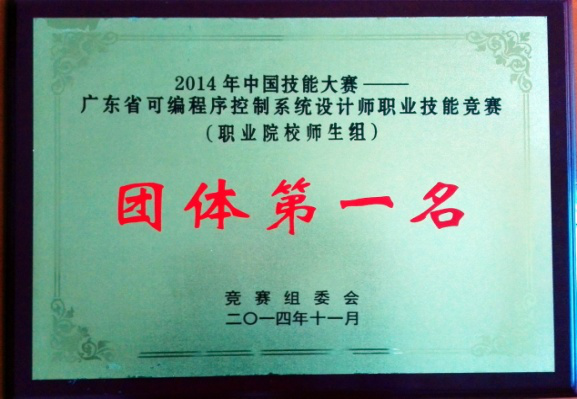 2014年中国技能大赛——
广东省可编程序控制系统设计师职业技能竞赛
（职业院校师生组）
团体第一名
竞赛组委会
二〇一四年十一月